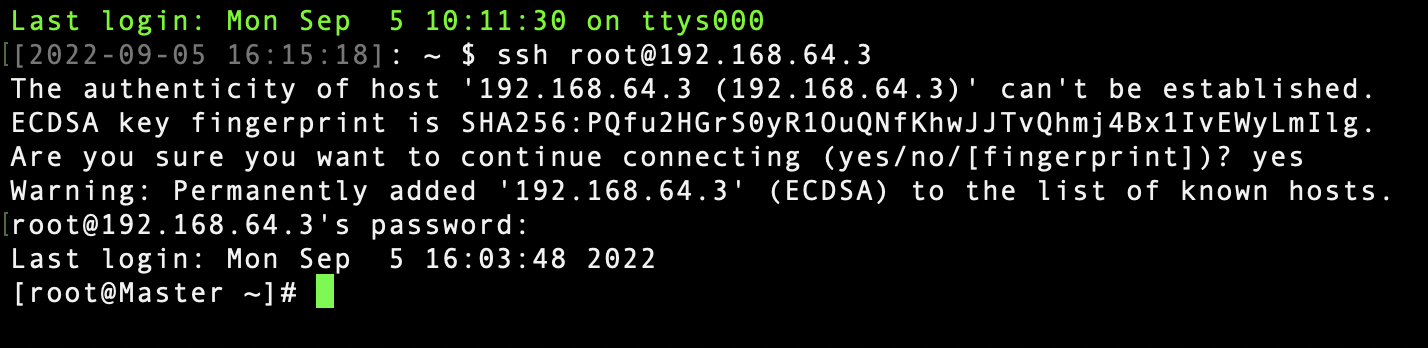 Last login: Mon Sep  5 10:11:30 on ttys000
[[2022-09-05 16:15:18]: ~ $ ssh root@192.168.64.3
The authenticity of host '192.168.64.3 (192.168.64.3)' can't be established.
ECDSA key fingerprint is SHA256:PQfu2HGrS0yR1OuQNfKhwJJTvQhmj4Bx1IvEWyLmIlg.
Are you sure you want to continue connecting (yes/no/[fingerprint])? yes
Warning: Permanently added '192.168.64.3' (ECDSA) to the list of known hosts.
[root@192.168.64.3's password:
Last login: Mon Sep  5 16:03:48 2022
[root@Master ~]#